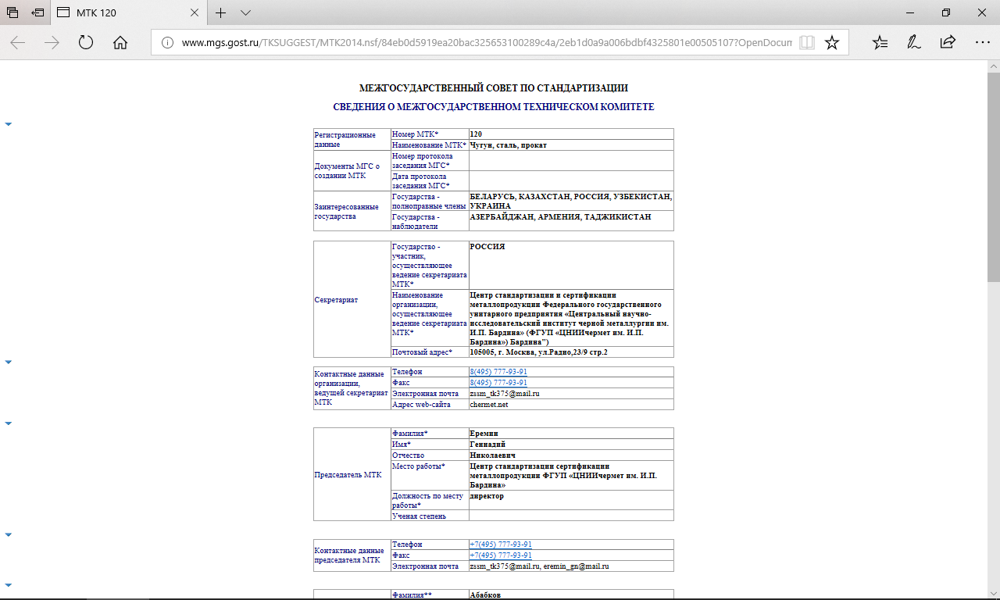 МТК 120
www.mgs.gost.ru/TKSUGGEST/MTK2014.nsf/84eb0d5919ea20bac325653100289c4a/2eb1d0a9a006bdbf4325801e00505107?OpenDocum
МЕЖГОСУДАРСТВЕННЫЙ СОВЕТ ПО СТАНДАРТИЗАЦИИ
СВЕДЕНИЯ О МЕЖГОСУДАРСТВЕННОМ ТЕХНИЧЕСКОМ КОМИТЕТЕ
Регистрационные
данные
Номер МТК*
120
Наименование МТК*
Чугун, сталь, прокат
Документы МГС о
создании МТК
Номер протокола
заседания МГС*
Дата протокола
заседания МГС*
Заинтересованные
государства
Государства -
полноправные члены
БЕЛАРУСЬ, КАЗАХСТАН, РОССИЯ, УЗБЕКИСТАН,
УКРАИНА
Государства -
наблюдатели
АЗЕРБАЙДЖАН, АРМЕНИЯ, ТАДЖИКИСТАН
Секретариат
Государство -
участник,
осуществляющее
ведение секретариата
МТК*
РОССИЯ
Наименование
организации,
осуществляющее
ведение секретариата
МТК*
Центр стандартизации и сертификации
металлопродукции Федерального государственного
унитарного предприятия «Центральный научно-
исследовательский институт черной металлургии им.
И.П. Бардина» (ФГУП «ЦНИИчермет им. И.П.
Бардина») Бардина")
Почтовый адрес*
105005, г. Москва, ул.Радио,23/9 стр.2
Контактные данные
организации,
ведущей секретариат
МТК
Телефон
8(495) 777-93-91
Факс
8(495) 777-93-91
Электронная почта
zssm_tk375@mail.ru
Адрес web-сайта
chermet.net
Председатель МТК
Фамилия*
Еремин
Имя*
Геннадий
Отчество
Николаевич
Место работы*
Центр стандартизации сертификации
металлопродукции ФГУП «ЦНИИчермет им. И.П.
Бардина»
Должность по месту
работы*
директор
Ученая степень
Контактные данные
председателя МТК
Телефон
+7(495) 777-93-91
Факс
+7(495) 777-93-91
Электронная почта
zssm_tk375@mail.ru, eremin_gn@mail.ru
Фамилия**
Абабков